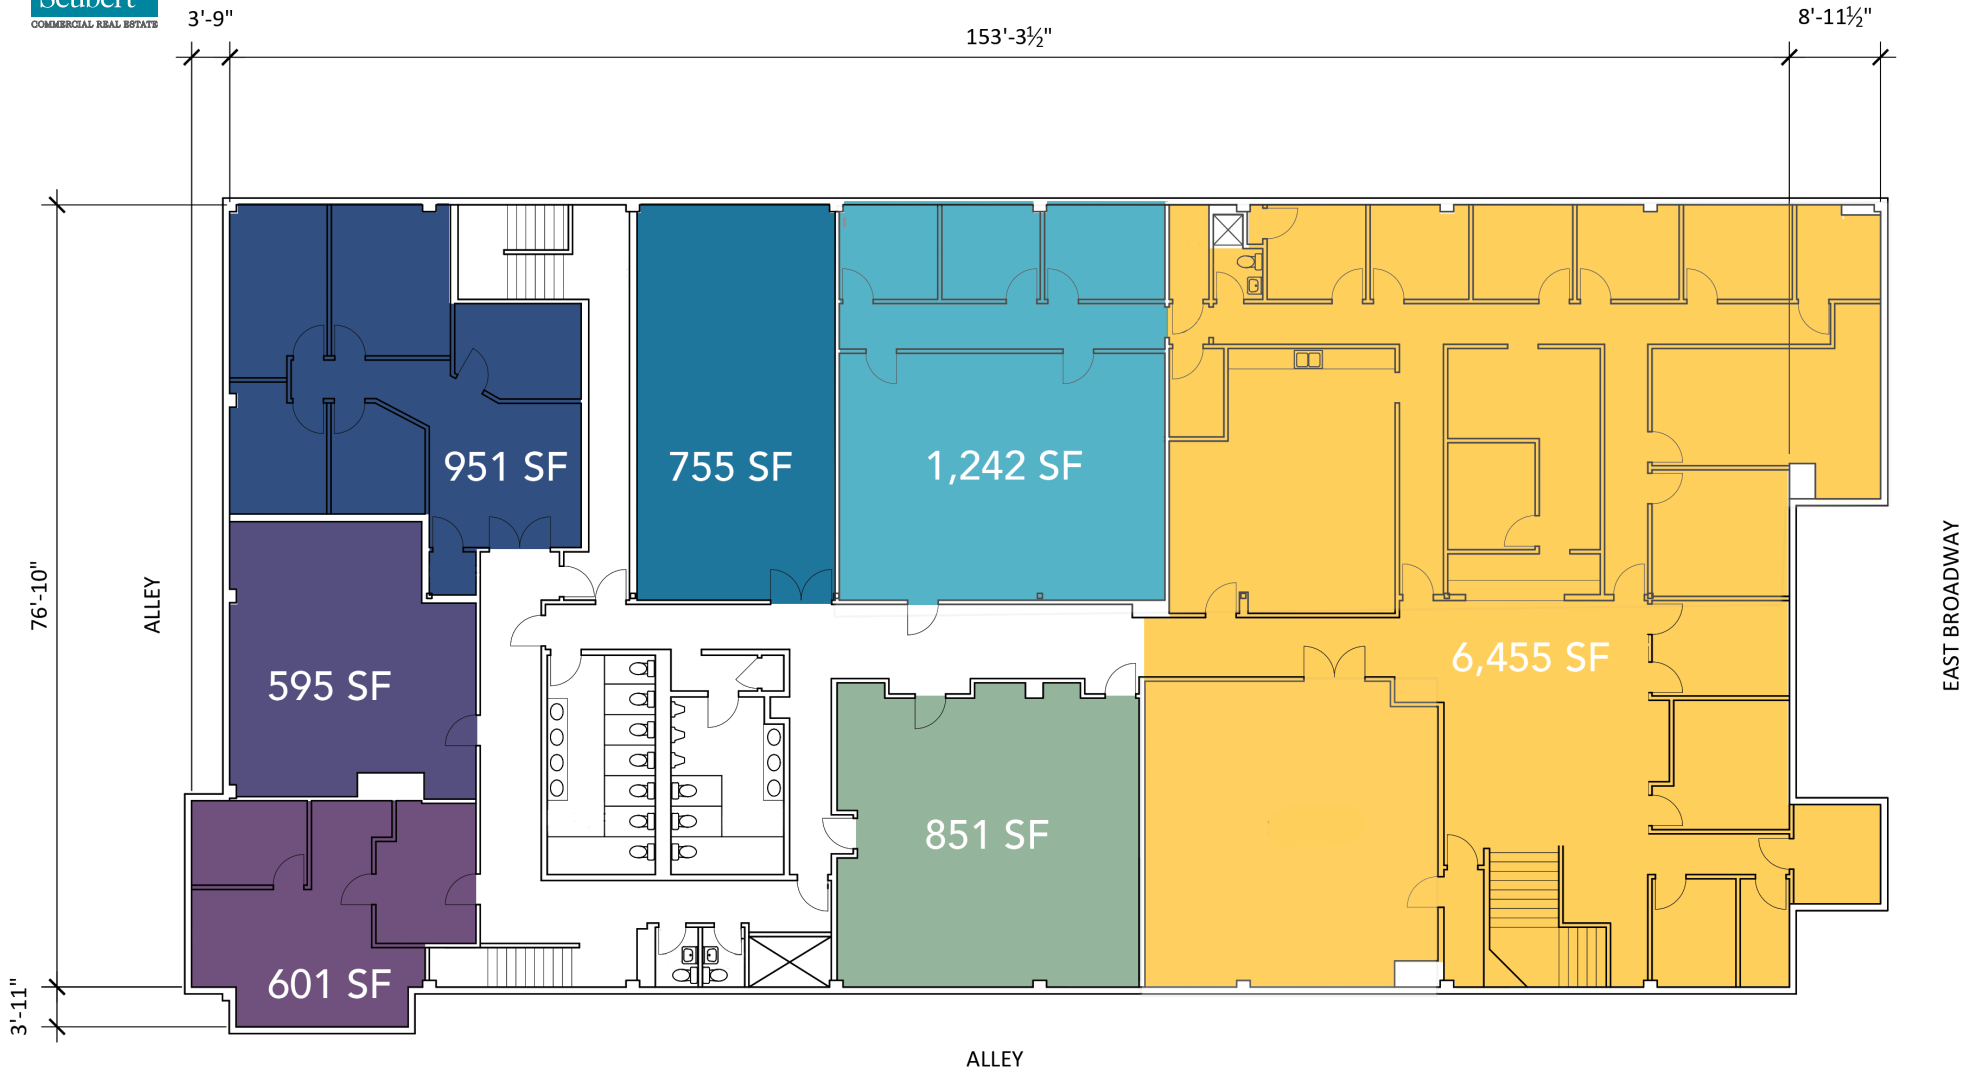 Seubert
COMMERCIAL REAL ESTATE
3'-9"
153'-3½"
8'-11½"
76'-10"
3'-11"
ALLEY
951 SF
755 SF
1,242 SF
595 SF
6,455 SF
851 SF
601 SF
EAST BROADWAY
ALLEY